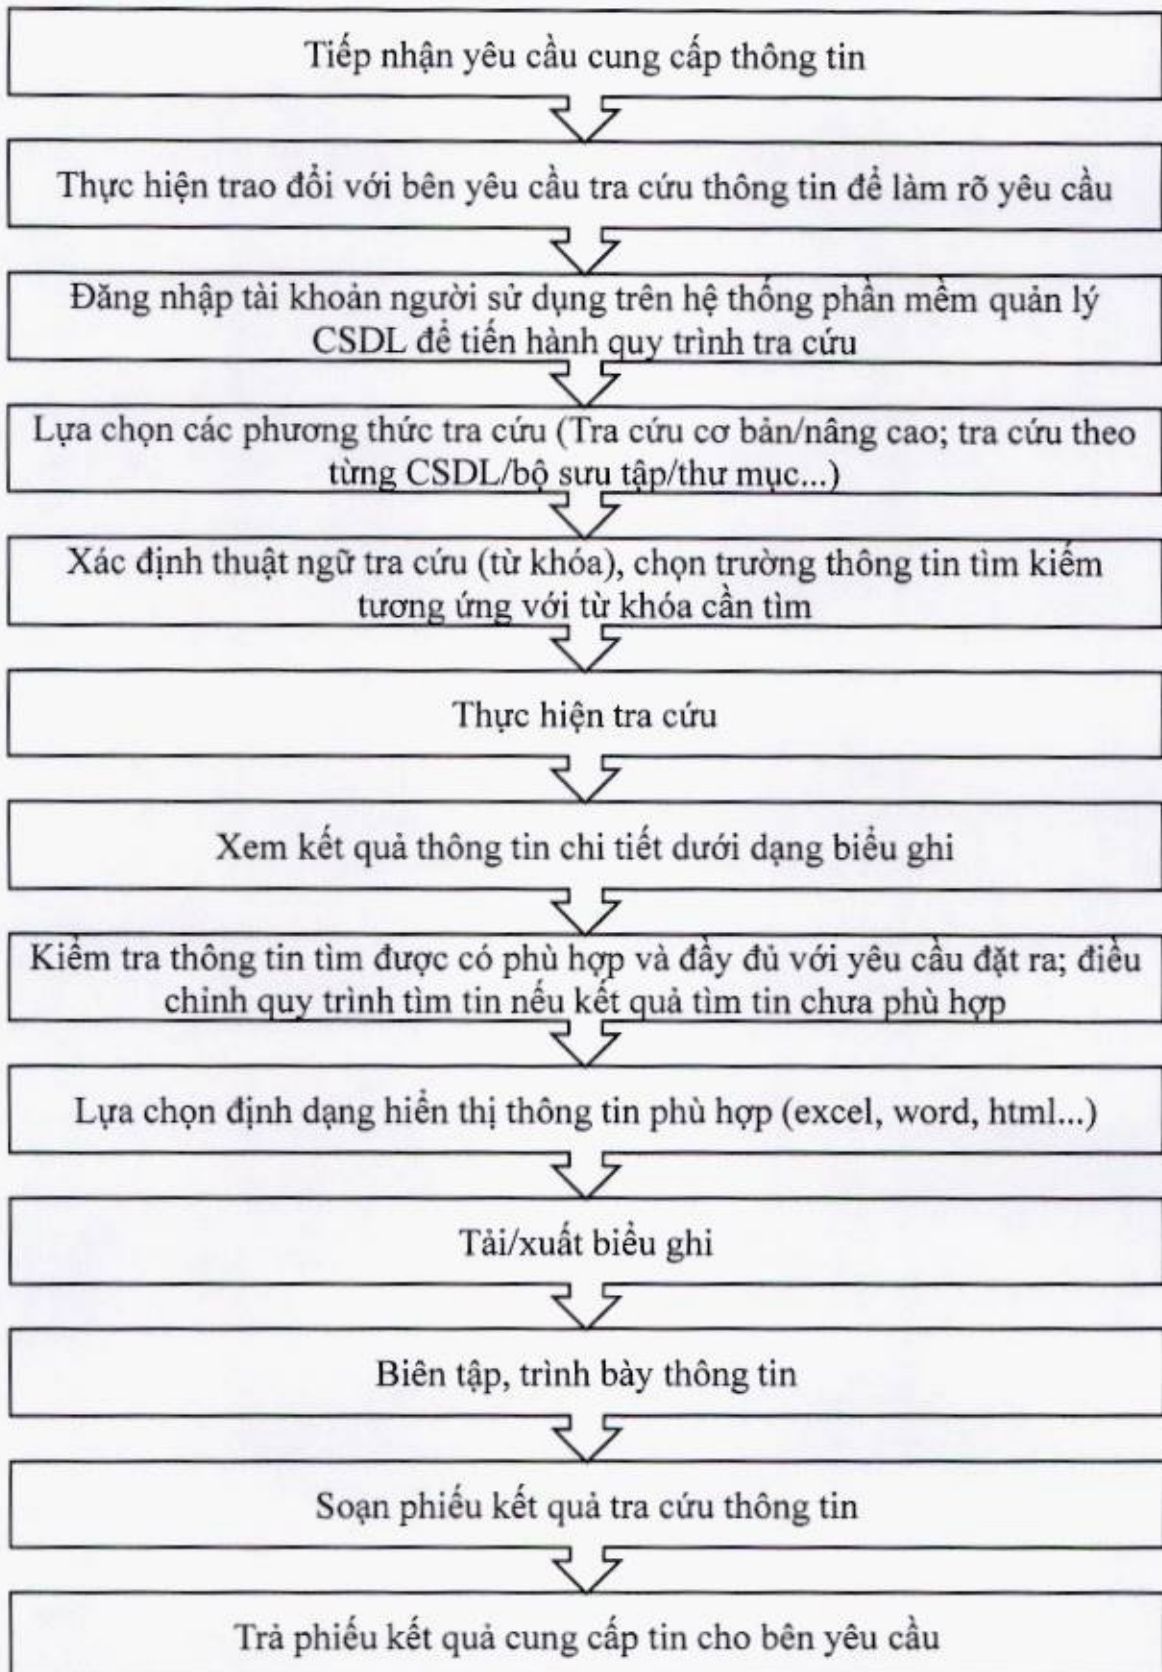 Tiếp nhận yêu cầu cung cấp thông tin
Thực hiện trao đổi với bên yêu cầu tra cứu thông tin để làm rõ yêu cầu
Đăng nhập tài khoản người sử dụng trên hệ thống phần mềm quản lý
CSDL để tiến hành quy trình tra cứu
Lựa chọn các phương thức tra cứu (Tra cứu cơ bản/nâng cao; tra cứu theo
từng CSDL/bộ sưu tập/thư mục...)
Xác định thuật ngữ tra cứu (từ khóa), chọn trường thông tin tìm kiếm
tương ứng với từ khóa cần tìm
Thực hiện tra cứu
Xem kết quả thông tin chi tiết dưới dạng biểu ghi
Kiểm tra thông tin tìm được có phù hợp và đầy đủ với yêu cầu đặt ra; điều
chỉnh quy trình tìm tin nếu kết quả tìm tin chưa phù hợp
Lựa chọn định dạng hiển thị thông tin phù hợp (excel, word, html...)
Tải/xuất biểu ghi
Biên tập, trình bày thông tin
Soạn phiếu kết quả tra cứu thông tin
Trả phiếu kết quả cung cấp tin cho bên yêu cầu